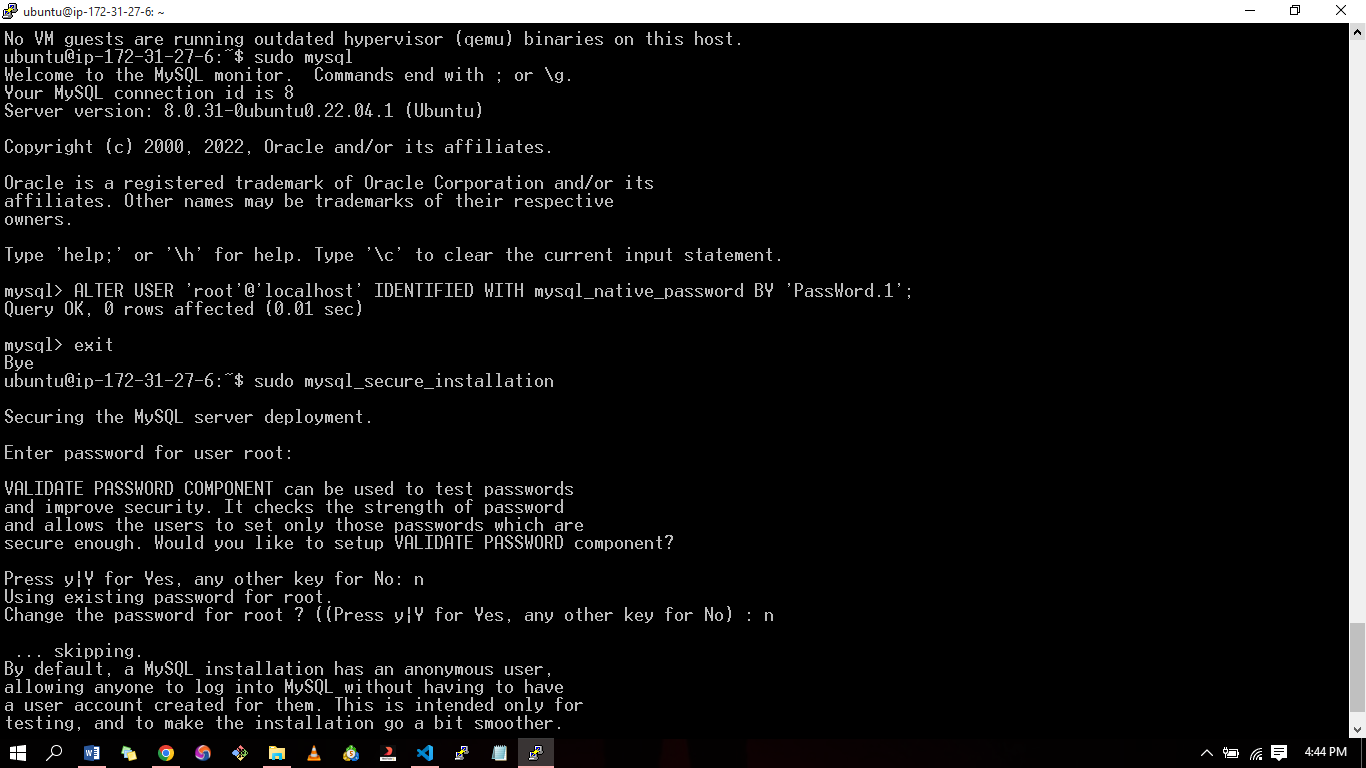 ubuntu@ip-172-31-27-6: ~
No VM guests are running outdated hypervisor (qemu) binaries on this host.
ubuntu@ip-172-31-27-6:~$ sudo mysql
Welcome to the MySQL monitor.  Commands end with ; or \g.
Your MySQL connection id is 8
Server version: 8.0.31-0ubuntu0.22.04.1 (Ubuntu)
Copyright (c) 2000, 2022, Oracle and/or its affiliates.
Oracle is a registered trademark of Oracle Corporation and/or its
affiliates. Other names may be trademarks of their respective
owners.
Type 'help;' or '\h' for help. Type '\c' to clear the current input statement.
mysql> ALTER USER 'root'@'localhost' IDENTIFIED WITH mysql_native_password BY 'PassWord.1';
Query OK, 0 rows affected (0.01 sec)
mysql> exit
Bye
ubuntu@ip-172-31-27-6:~$ sudo mysql_secure_installation
Securing the MySQL server deployment.
Enter password for user root:
VALIDATE PASSWORD COMPONENT can be used to test passwords
and improve security. It checks the strength of password
and allows the users to set only those passwords which are
secure enough. Would you like to setup VALIDATE PASSWORD component?
Press y|Y for Yes, any other key for No: n
Using existing password for root.
Change the password for root ? ((Press y|Y for Yes, any other key for No) : n
 ... skipping.
By default, a MySQL installation has an anonymous user,
allowing anyone to log into MySQL without having to have
a user account created for them. This is intended only for
testing, and to make the installation go a bit smoother.
4:44 PM